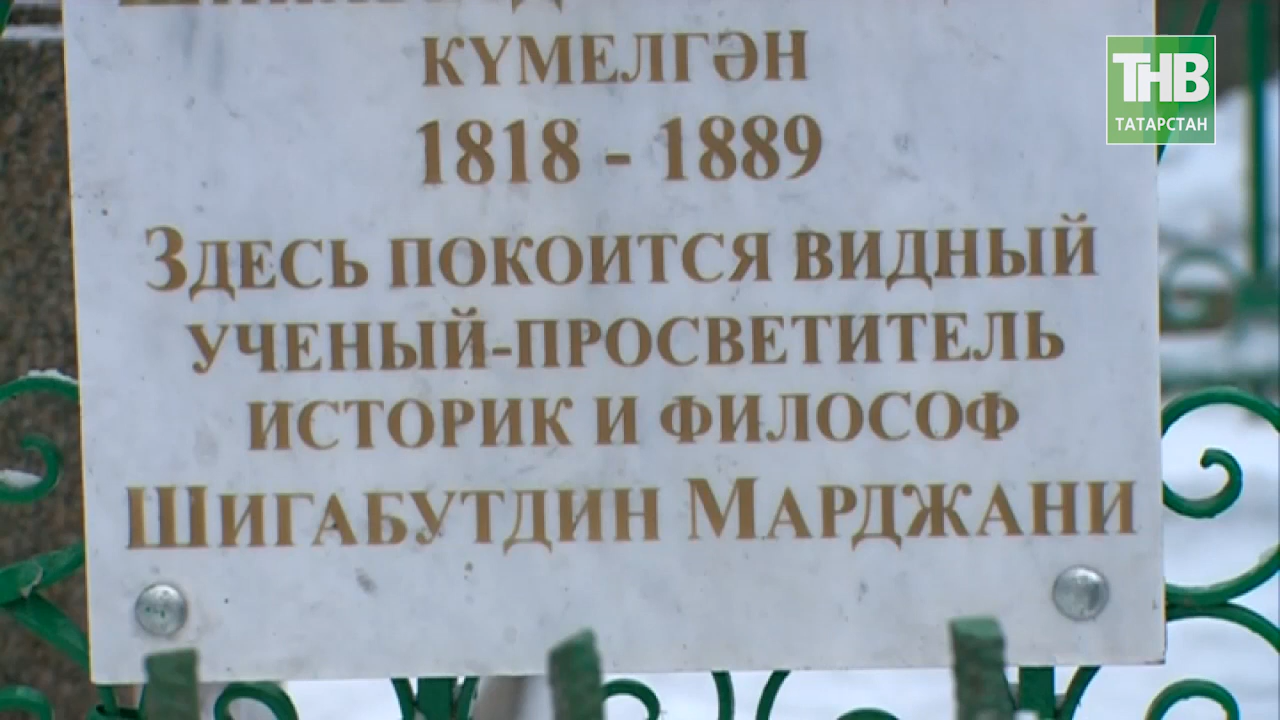 КҮМЕЛГӘН
1818 - 1889
ЗДЕСЬ ПОКОИТСЯ ВИДНЫЙ
УЧЕНЫЙ-ПРОСВЕТИТЕЛЬ
ИСТОРИК И ФИЛОСОФ
ШИГАБУТДИН МАРДЖАНИ
ТНВ
ТАТАРСТАН